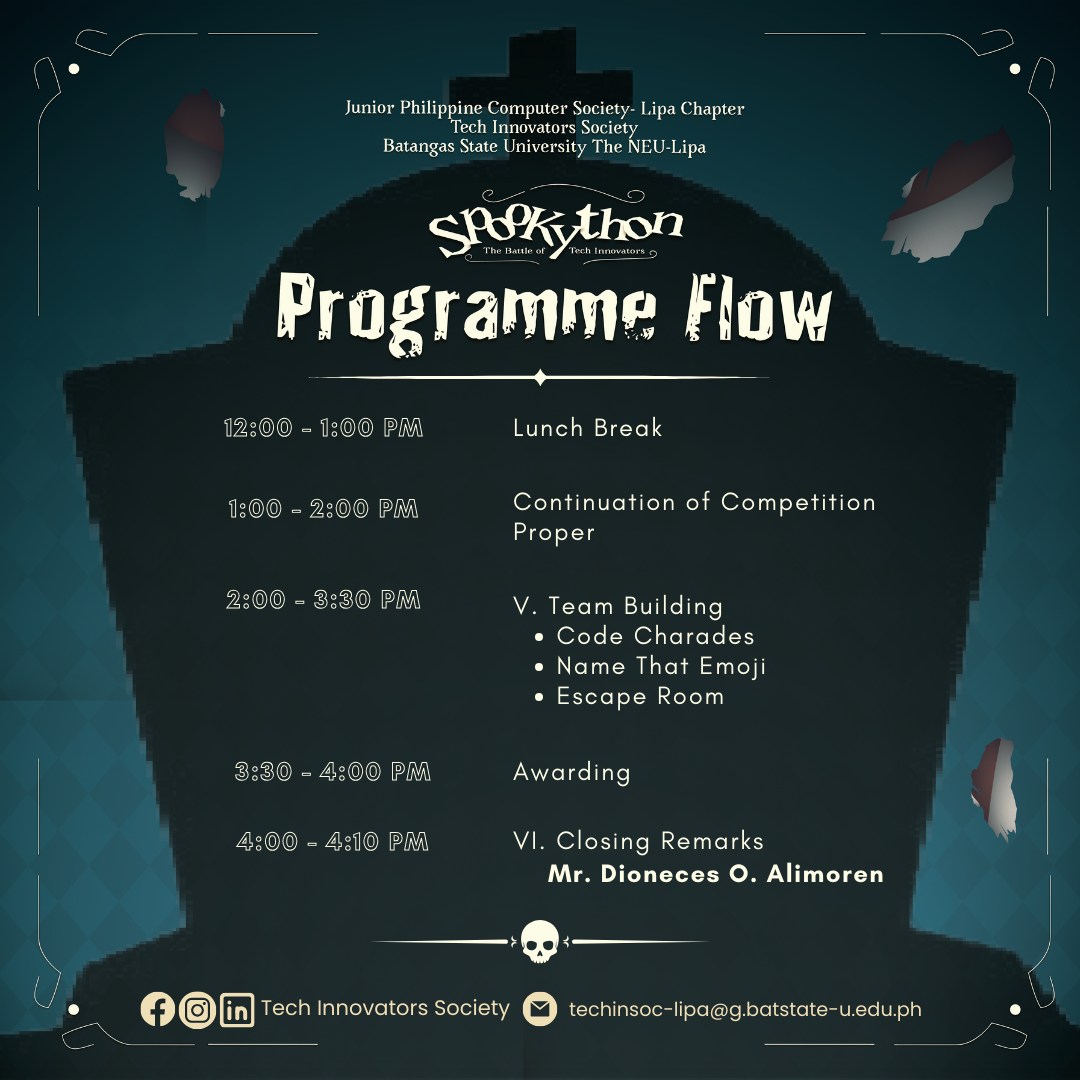 Junior Philippine Computer Society- Lipa Chapter
Tech Innovators Society
Batangas State University The NEU-Lipa
Spookython
The Battle of Tech Innovators
Programme Flow
12:00 - 1:00 PM Lunch Break
1:00 - 2:00 PM Continuation of Competition
Proper
2:00 - 3:30 PM V. Team Building
• Code Charades
• Name That Emoji
• Escape Room
3:30 - 4:00 PM Awarding
4:00 - 4:10 PM VI. Closing Remarks
Mr. Dioneces O. Alimoren
Tech Innovators Society techinsoc-lipa@g.batstate-u.edu.ph